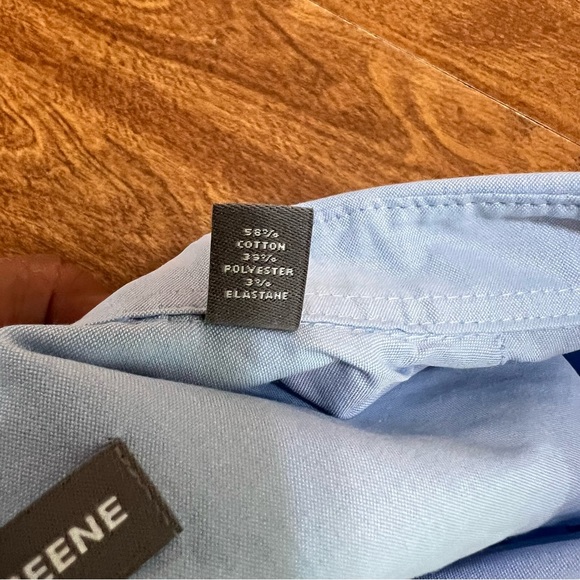 58%
COTTON
39%
POLYESTER
3%
ELASTANE
EENE